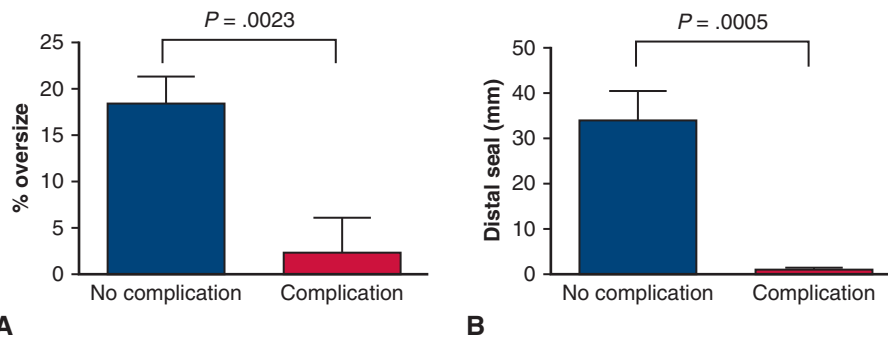 P = .0023
25
20
15
10
5
0
% oversize
No complication
Complication
A
P = .0005
50
40
30
20
10
0
Distal seal (mm)
No complication
Complication
B